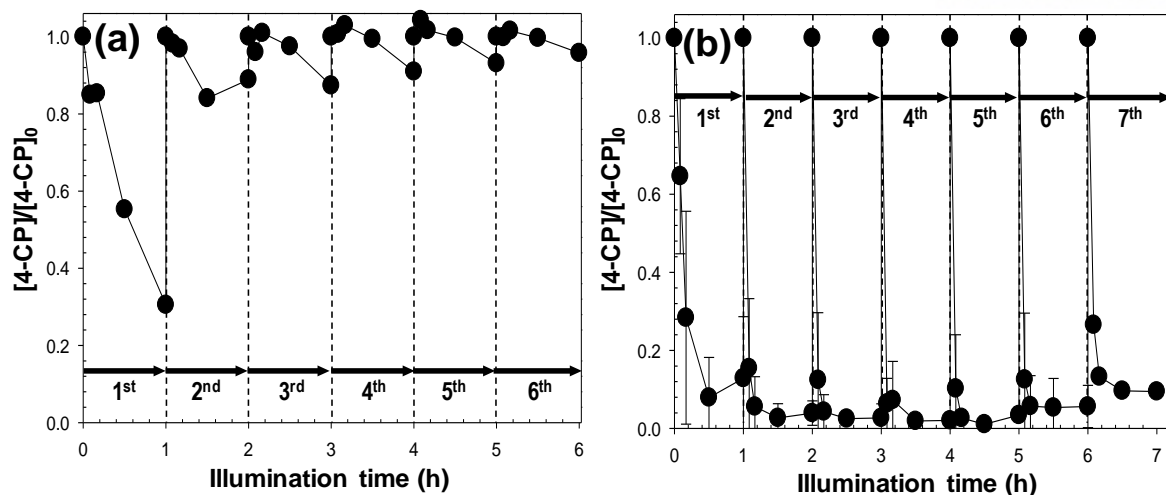 (a)
[4-CP]/[4-CP]₀
1.0
0.8
0.6
0.4
0.2
0.0
1ˢᵗ 2ⁿᵈ 3ʳᵈ 4ᵗʰ 5ᵗʰ 6ᵗʰ
0 1 2 3 4 5 6
Illumination time (h)
(b)
[4-CP]/[4-CP]₀
1.0
0.8
0.6
0.4
0.2
0.0
1ˢᵗ 2ⁿᵈ 3ʳᵈ 4ᵗʰ 5ᵗʰ 6ᵗʰ 7ᵗʰ
0 1 2 3 4 5 6 7
Illumination time (h)